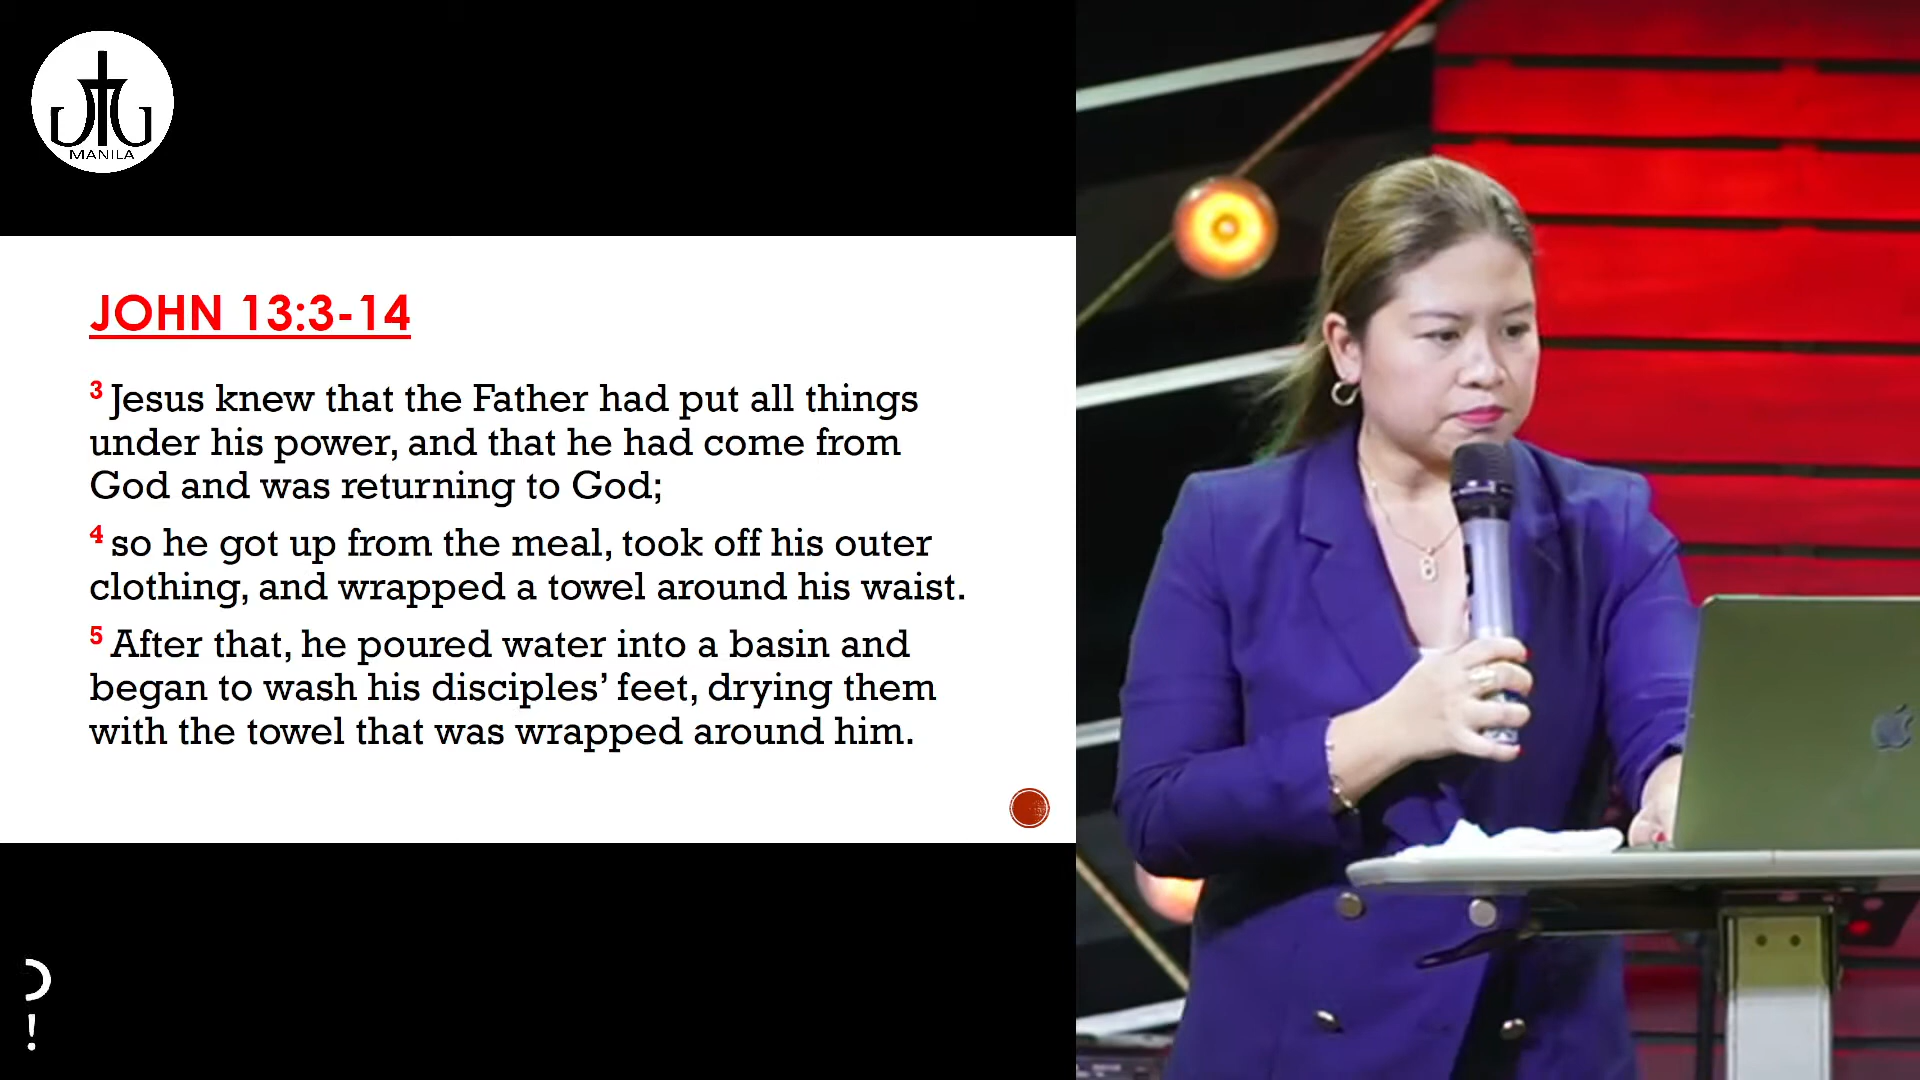 JTG
MANILA
JOHN 13:3-14
3 Jesus knew that the Father had put all things
under his power, and that he had come from
God and was returning to God;
4 so he got up from the meal, took off his outer
clothing, and wrapped a towel around his waist.
5 After that, he poured water into a basin and
began to wash his disciples’ feet, drying them
with the towel that was wrapped around him.
!